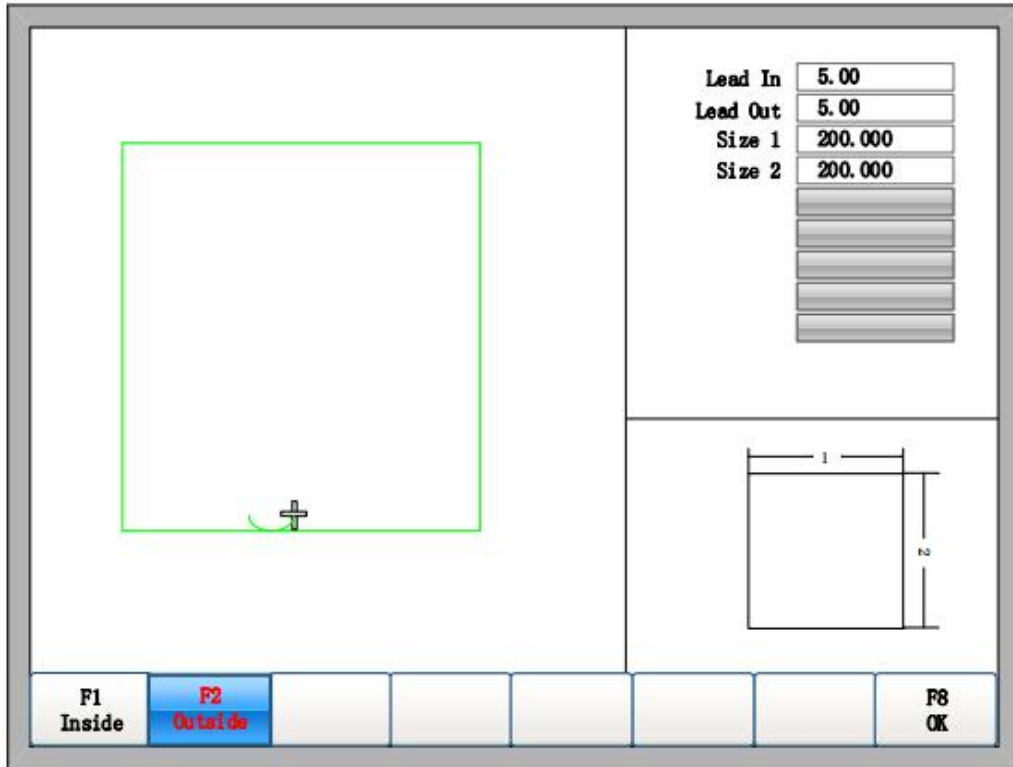 Lead In 5.00
Lead Out 5.00
Size 1 200.000
Size 2 200.000
1
2
F1
Inside
F2
Outside
F8
OK